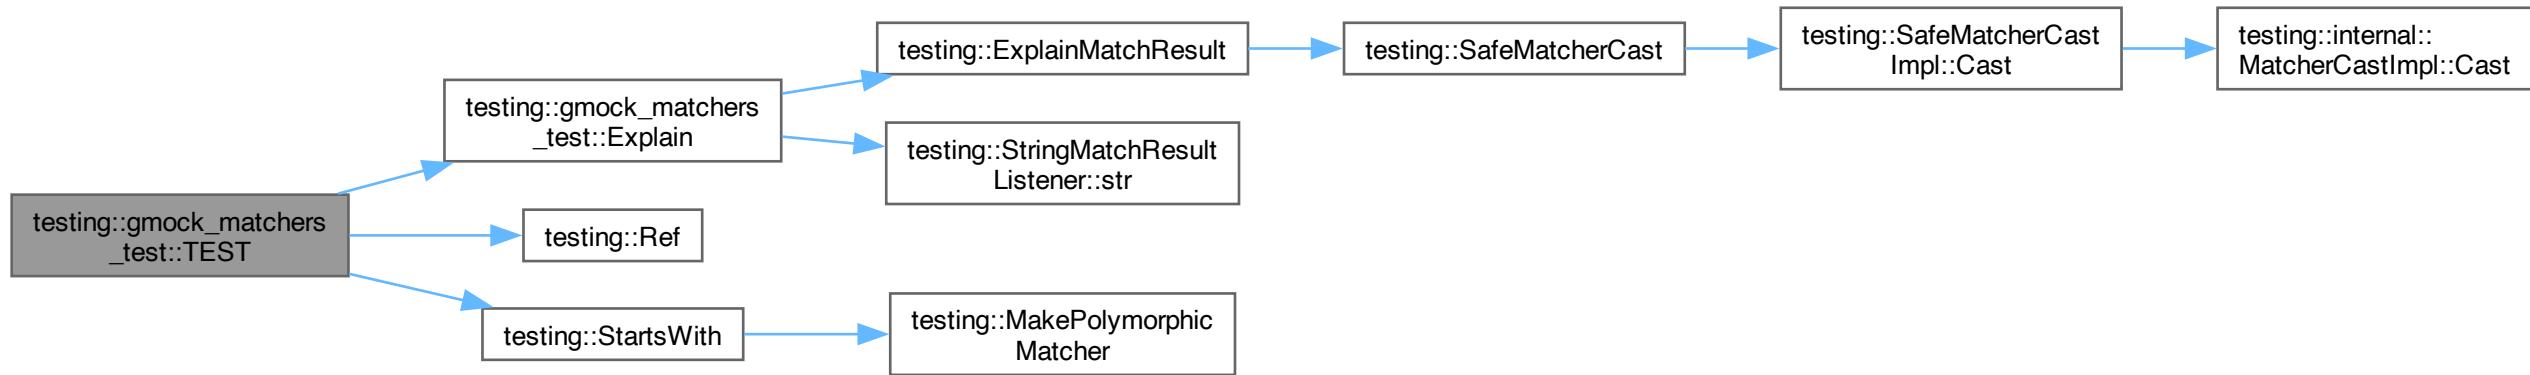 testing::gmock_matchers
_test::TEST
testing::gmock_matchers
_test::Explain
testing::ExplainMatchResult
testing::SafeMatcherCast
testing::SafeMatcherCast
Impl::Cast
testing::internal::
MatcherCastImpl::Cast
testing::StringMatchResult
Listener::str
testing::Ref
testing::StartsWith
testing::MakePolymorphic
Matcher